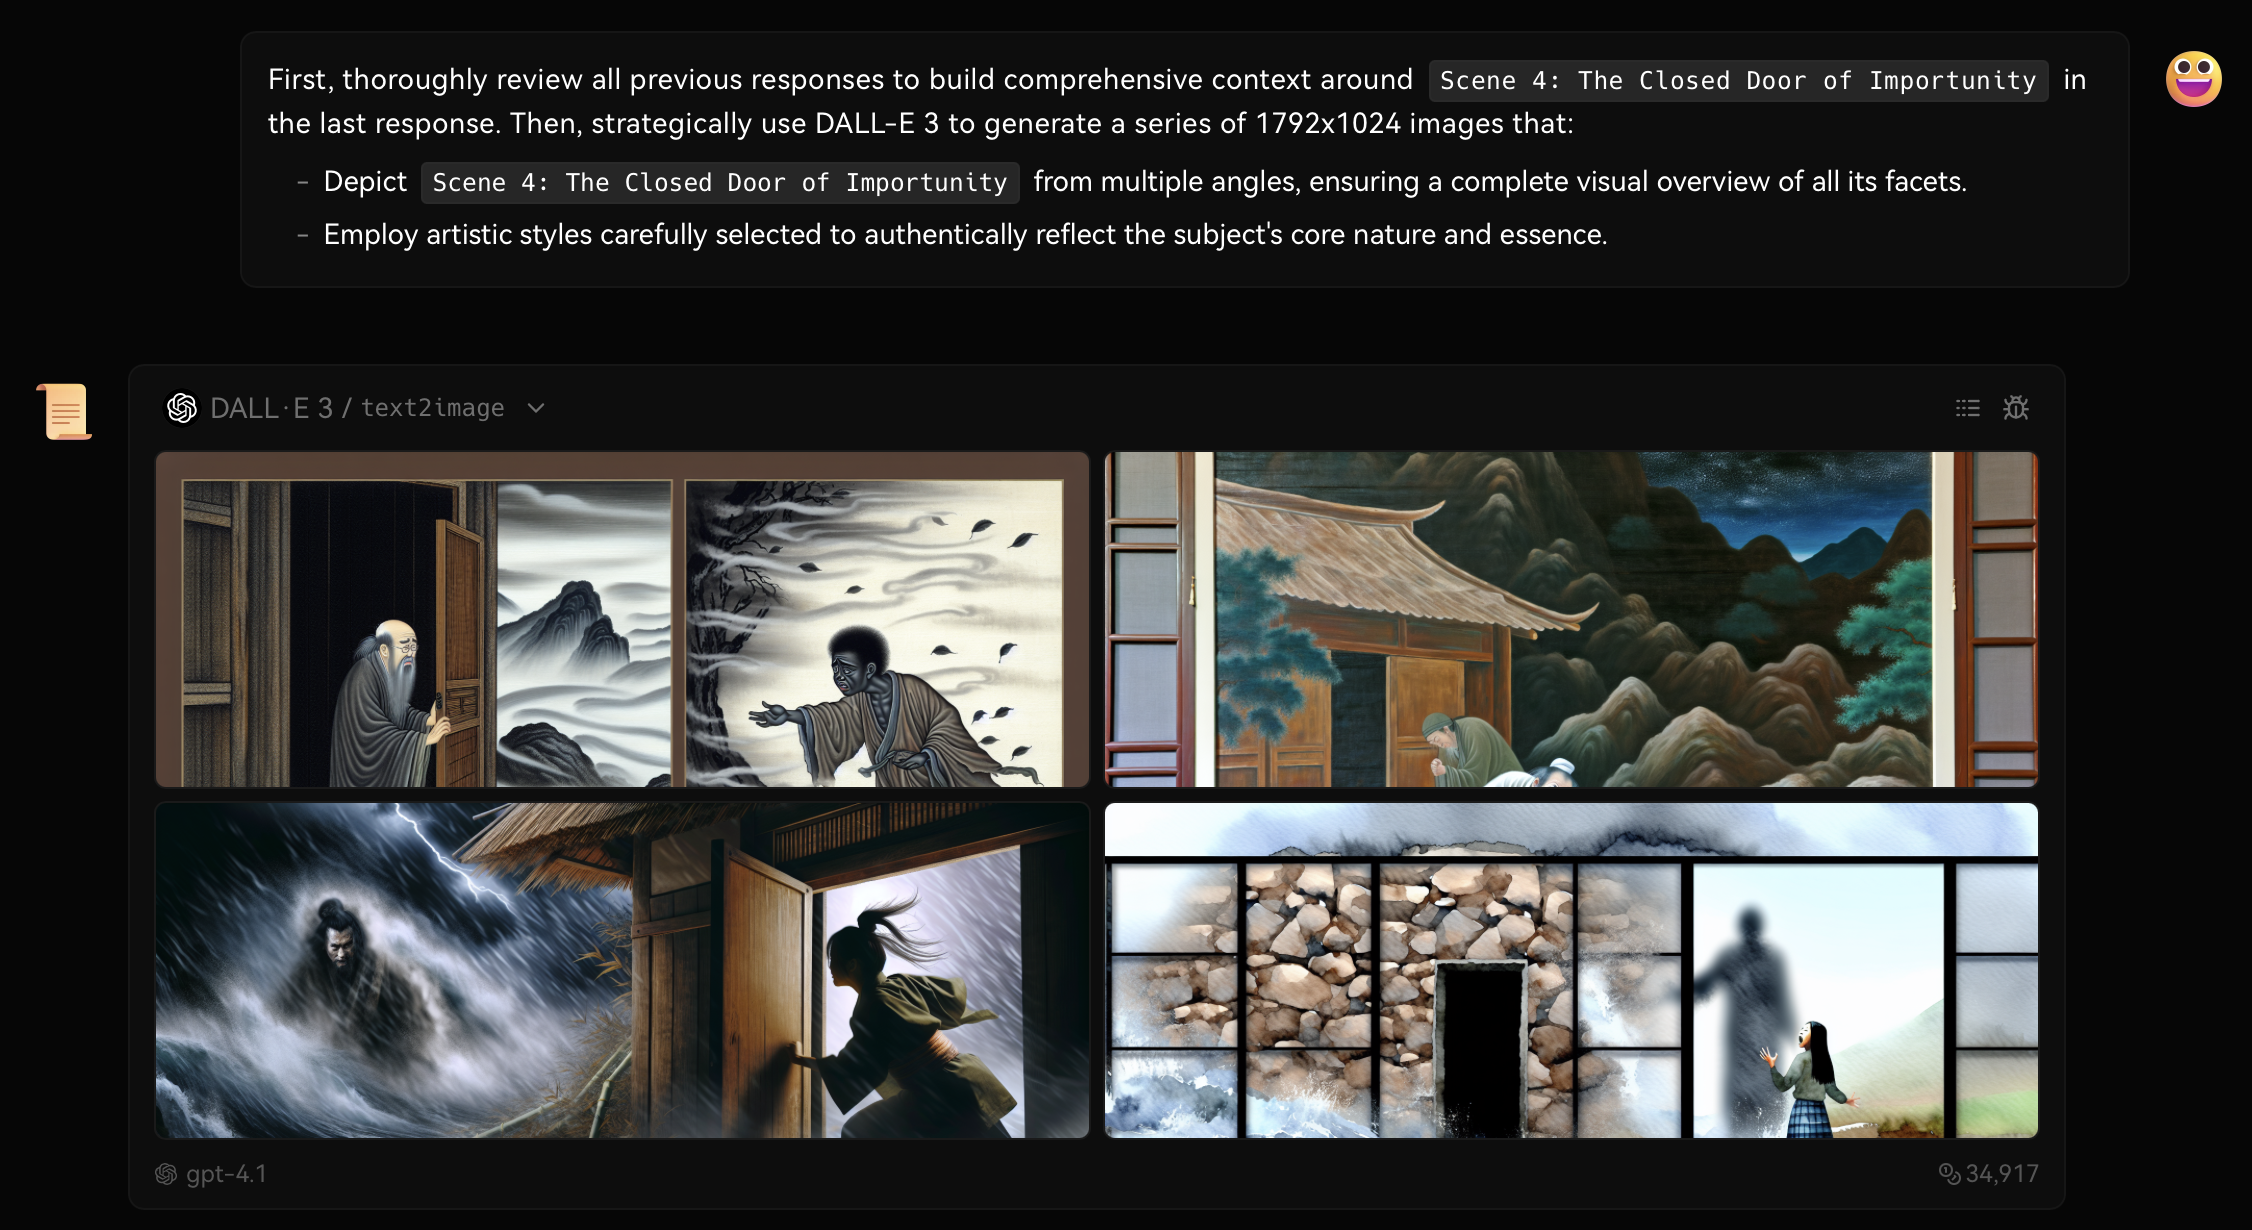 First, thoroughly review all previous responses to build comprehensive context around Scene 4: The Closed Door of Importunity in
the last response. Then, strategically use DALL-E 3 to generate a series of 1792x1024 images that:
– Depict Scene 4: The Closed Door of Importunity from multiple angles, ensuring a complete visual overview of all its facets.
– Employ artistic styles carefully selected to authentically reflect the subject's core nature and essence.
DALL·E 3 / text2image
gpt-4.1 34,917